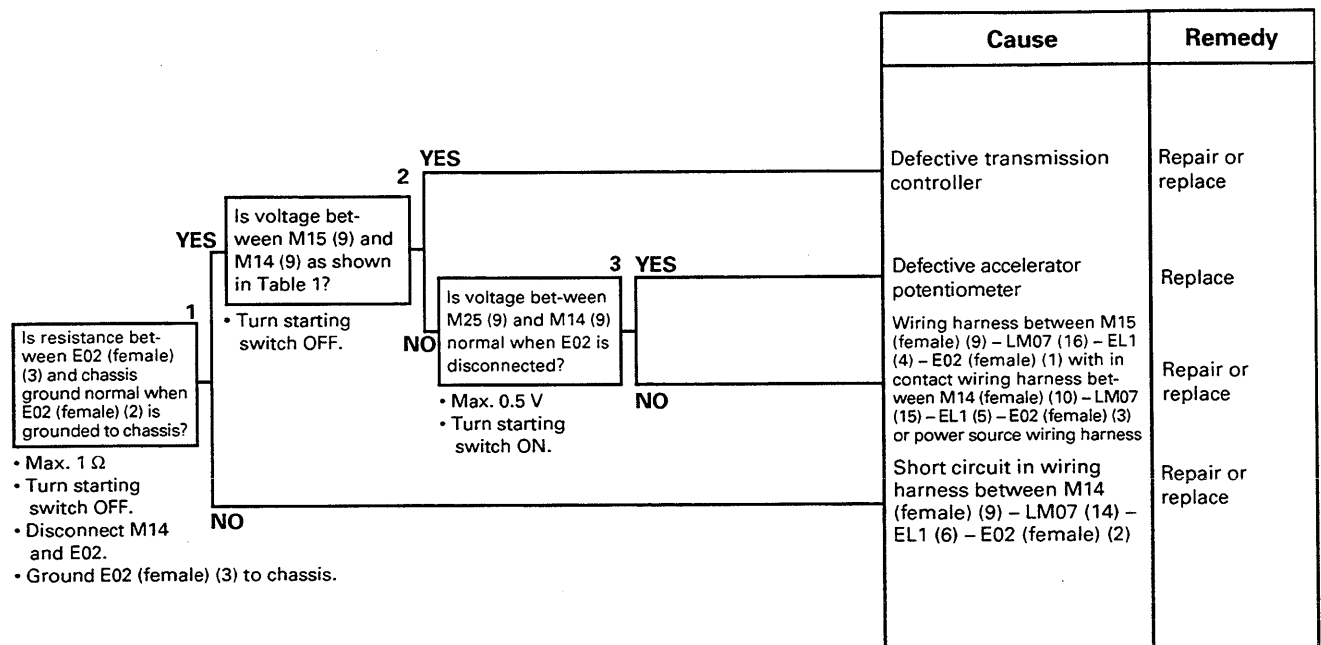 Cause
Remedy
YES
2
Defective transmission
controller
Repair or
replace
Is voltage bet-
ween M15 (9) and
M14 (9) as shown
in Table 1?
YES
• Turn starting
switch OFF.
3
YES
Defective accelerator
potentiometer
Replace
Is voltage bet-ween
M25 (9) and M14 (9)
normal when E02 is
disconnected?
NO
• Max. 0.5 V
• Turn starting
switch ON.
NO
Wiring harness between M15
(female) (9) – LM07 (16) – EL1
(4) – E02 (female) (1) with in
contact wiring harness bet-
ween M14 (female) (10) – LM07
(15) – EL1 (5) – E02 (female) (3)
or power source wiring harness
Repair or
replace
1
Is resistance bet-
ween E02 (female)
(3) and chassis
ground normal when
E02 (female) (2) is
grounded to chassis?
• Max. 1 Ω
• Turn starting
switch OFF.
• Disconnect M14
and E02.
• Ground E02 (female) (3) to chassis.
NO
Short circuit in wiring
harness between M14
(female) (9) – LM07 (14) –
EL1 (6) – E02 (female) (2)
Repair or
replace